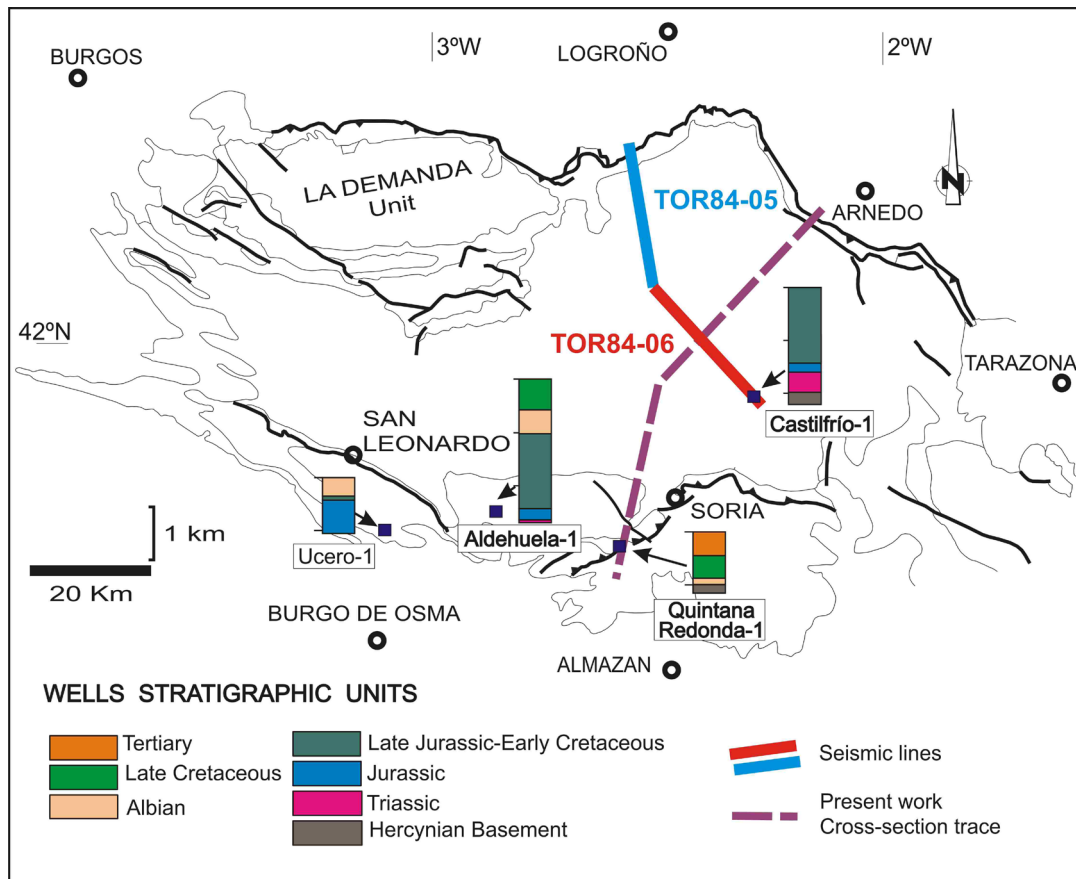 3ºW
LOGROÑO
2ºW
BURGOS
LA DEMANDA
Unit
TOR84-05
N
ARNEDO
42ºN
TOR84-06
TARAZONA
Castilfrío-1
SAN
LEONARDO
SORIA
Aldehuela-1
Ucero-1
1 km
20 Km
Quintana
Redonda-1
BURGO DE OSMA
ALMAZAN
WELLS STRATIGRAPHIC UNITS
Tertiary
Late Cretaceous
Albian
Late Jurassic-Early Cretaceous
Jurassic
Triassic
Hercynian Basement
Seismic lines
Present work
Cross-section trace